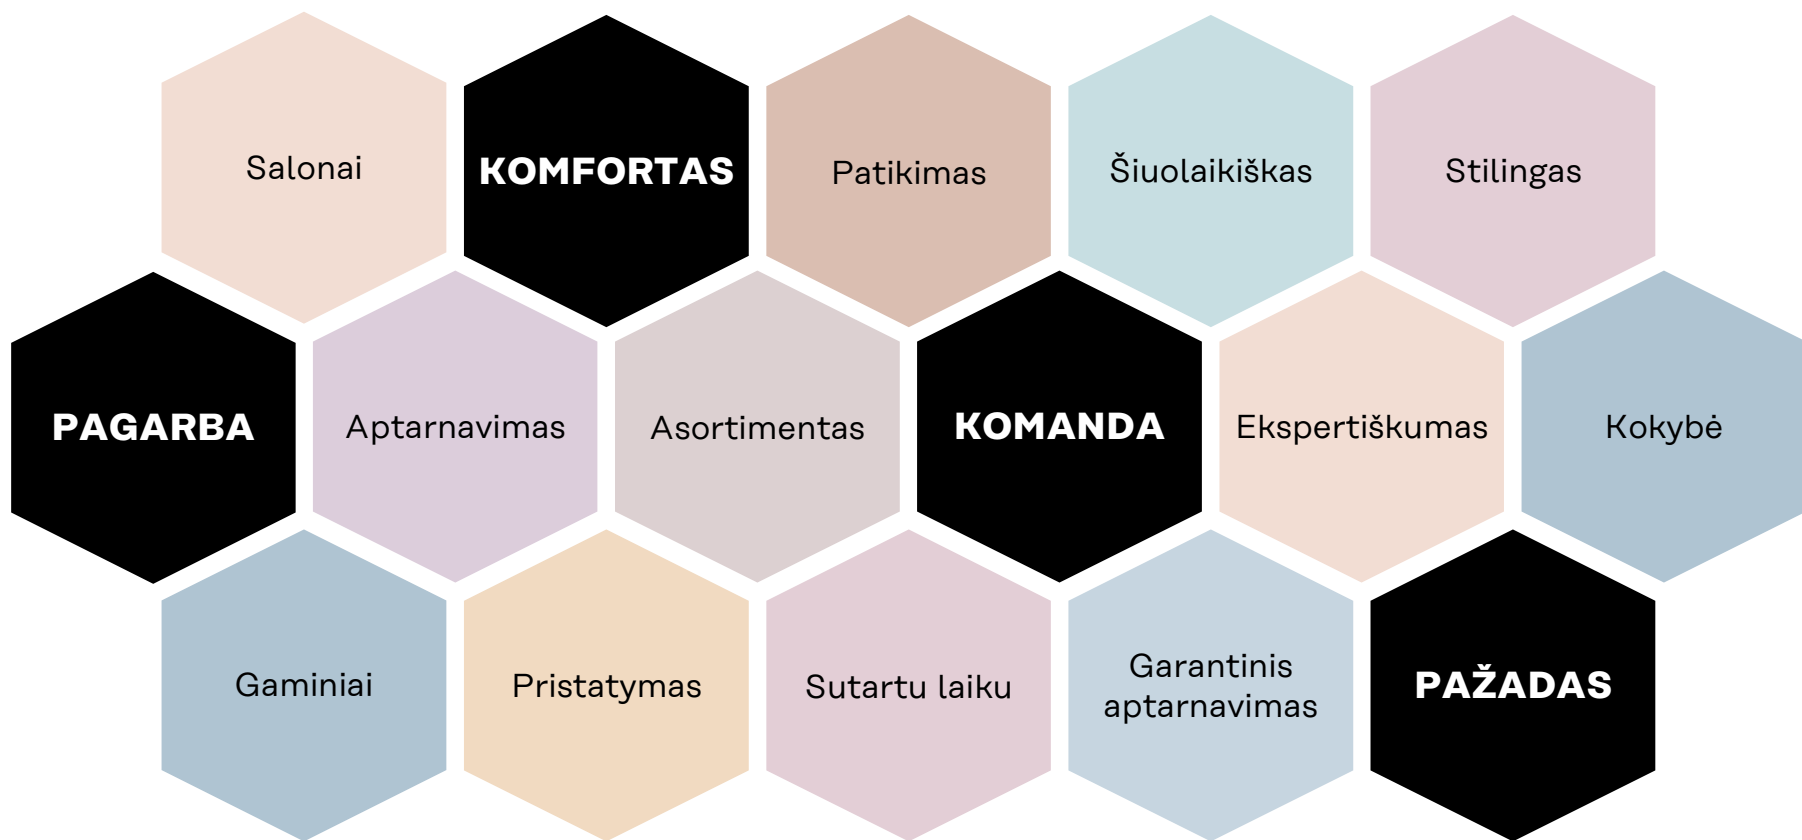 Salonai
KOMFORTAS
Patikimas
Šiuolaikiškas
Stilingas
PAGARBA
Aptarnavimas
Asortimentas
KOMANDA
Ekspertiškumas
Kokybė
Gaminiai
Pristatymas
Sutartu laiku
Garantinis
aptarnavimas
PAŽADAS